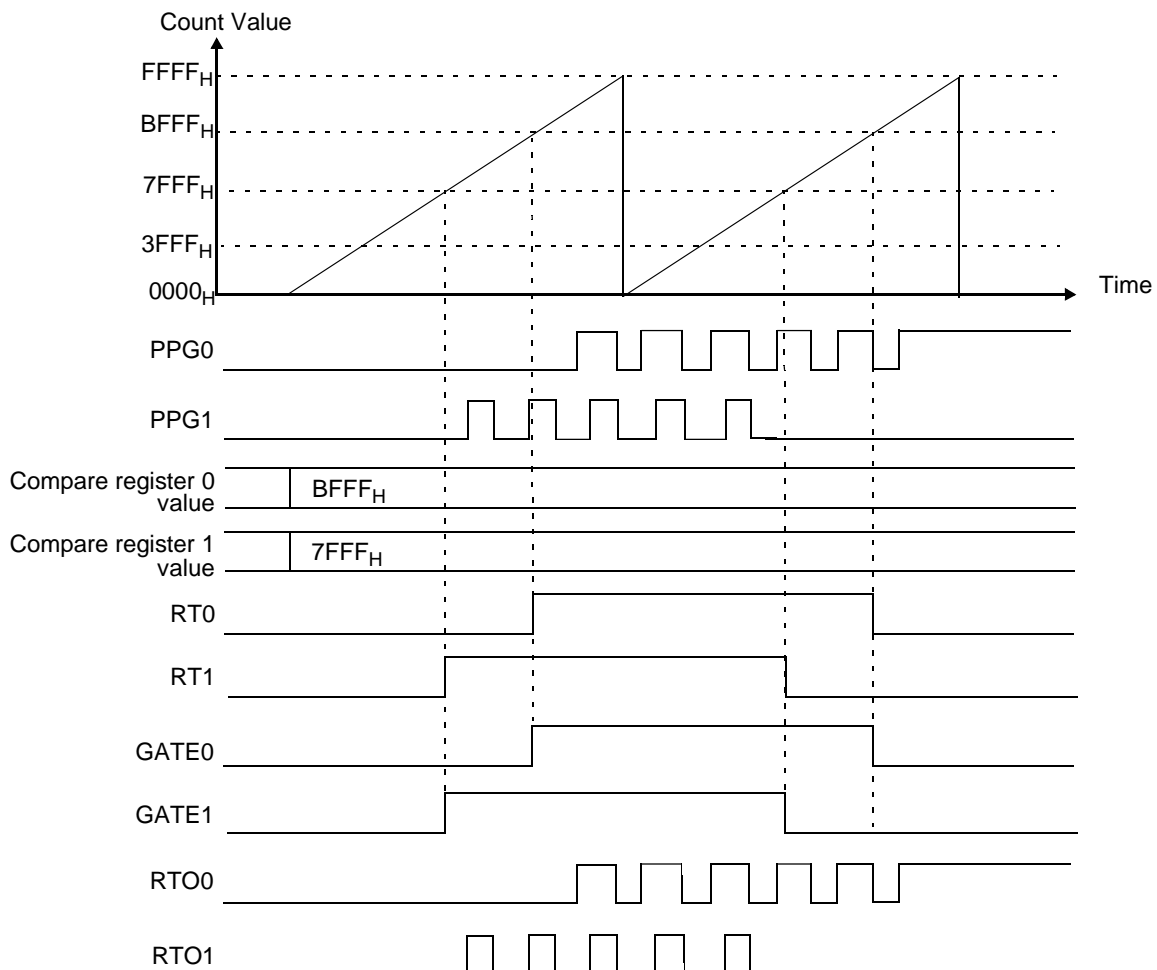 Count Value
FFFFH
BFFFH
7FFFH
3FFFH
0000H
Time
PPG0
PPG1
Compare register 0
value
BFFFH
Compare register 1
value
7FFFH
RT0
RT1
GATE0
GATE1
RTO0
RTO1